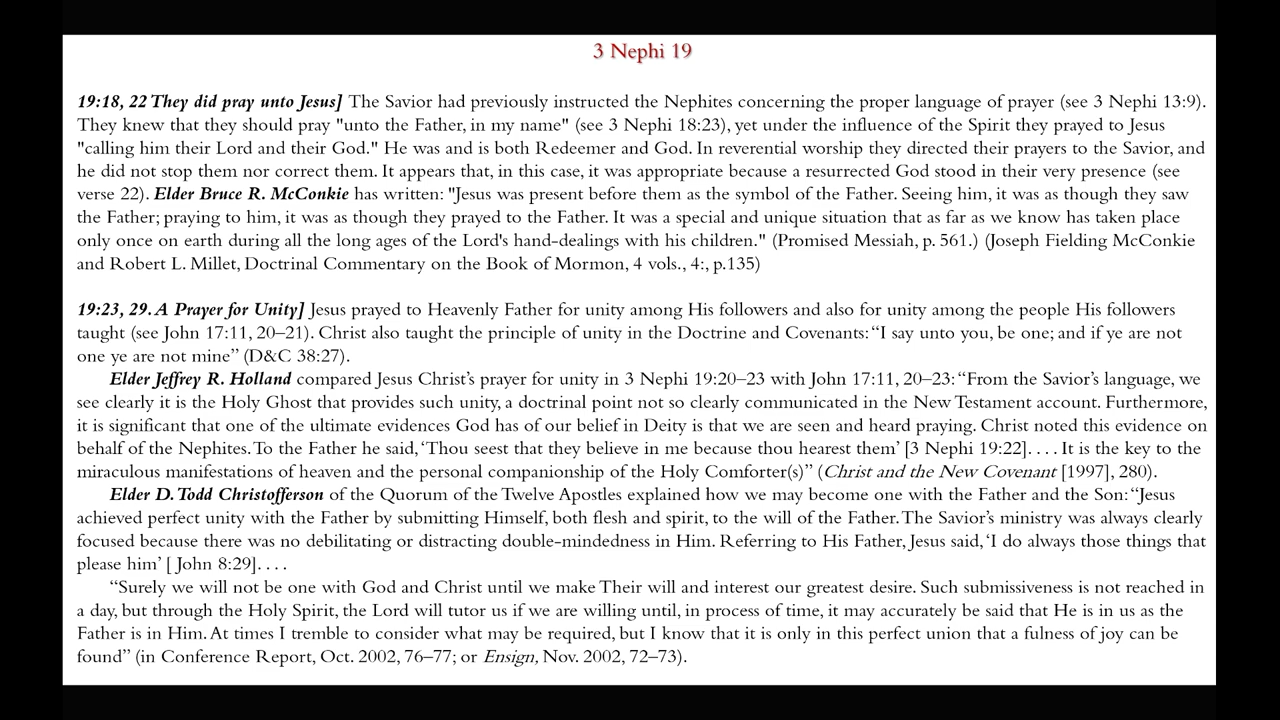 3 Nephi 19
19:18, 22 They did pray unto Jesus] The Savior had previously instructed the Nephites concerning the proper language of prayer (see 3 Nephi 13:9).
They knew that they should pray "unto the Father, in my name" (see 3 Nephi 18:23), yet under the influence of the Spirit they prayed to Jesus
"calling him their Lord and their God." He was and is both Redeemer and God. In reverential worship they directed their prayers to the Savior, and
he did not stop them nor correct them. It appears that, in this case, it was appropriate because a resurrected God stood in their very presence (see
verse 22). Elder Bruce R. McConkie has written: "Jesus was present before them as the symbol of the Father. Seeing him, it was as though they saw
the Father; praying to him, it was as though they prayed to the Father. It was a special and unique situation that as far as we know has taken place
only once on earth during all the long ages of the Lord's hand-dealings with his children." (Promised Messiah, p. 561.) (Joseph Fielding McConkie
and Robert L. Millet, Doctrinal Commentary on the Book of Mormon, 4 vols., 4:, p.135)
19:23, 29. A Prayer for Unity] Jesus prayed to Heavenly Father for unity among His followers and also for unity among the people His followers
taught (see John 17:11, 20–21). Christ also taught the principle of unity in the Doctrine and Covenants: “I say unto you, be one; and if ye are not
one ye are not mine” (D&C 38:27).
Elder Jeffrey R. Holland compared Jesus Christ’s prayer for unity in 3 Nephi 19:20–23 with John 17:11, 20–23: “From the Savior’s language, we
see clearly it is the Holy Ghost that provides such unity, a doctrinal point not so clearly communicated in the New Testament account. Furthermore,
it is significant that one of the ultimate evidences God has of our belief in Deity is that we are seen and heard praying. Christ noted this evidence on
behalf of the Nephites. To the Father he said, ‘Thou seest that they believe in me because thou hearest them’ [3 Nephi 19:22]. . . . It is the key to the
miraculous manifestations of heaven and the personal companionship of the Holy Comforter(s)” (Christ and the New Covenant [1997], 280).
Elder D. Todd Christofferson of the Quorum of the Twelve Apostles explained how we may become one with the Father and the Son: “Jesus
achieved perfect unity with the Father by submitting Himself, both flesh and spirit, to the will of the Father. The Savior’s ministry was always clearly
focused because there was no debilitating or distracting double-mindedness in Him. Referring to His Father, Jesus said, ‘I do always those things that
please him’ [ John 8:29]. . . .
“Surely we will not be one with God and Christ until we make Their will and interest our greatest desire. Such submissiveness is not reached in
a day, but through the Holy Spirit, the Lord will tutor us if we are willing until, in process of time, it may accurately be said that He is in us as the
Father is in Him. At times I tremble to consider what may be required, but I know that it is only in this perfect union that a fulness of joy can be
found” (in Conference Report, Oct. 2002, 76–77; or Ensign, Nov. 2002, 72–73).